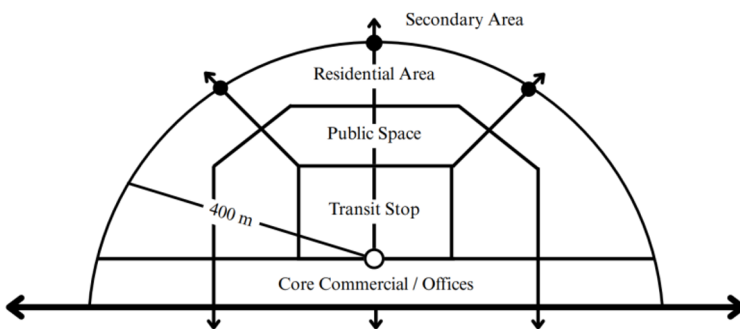 Secondary Area
Residential Area
Public Space
Transit Stop
400 m
Core Commercial / Offices